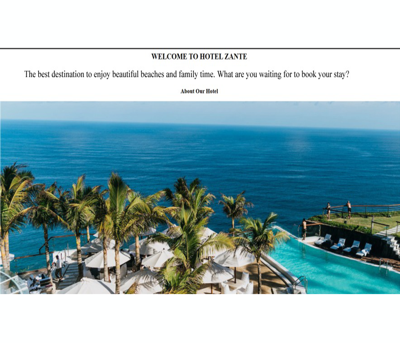 WELCOME TO HOTEL ZANTE
The best destination to enjoy beautiful beaches and family time. What are you waiting for to book your stay?
About Our Hotel